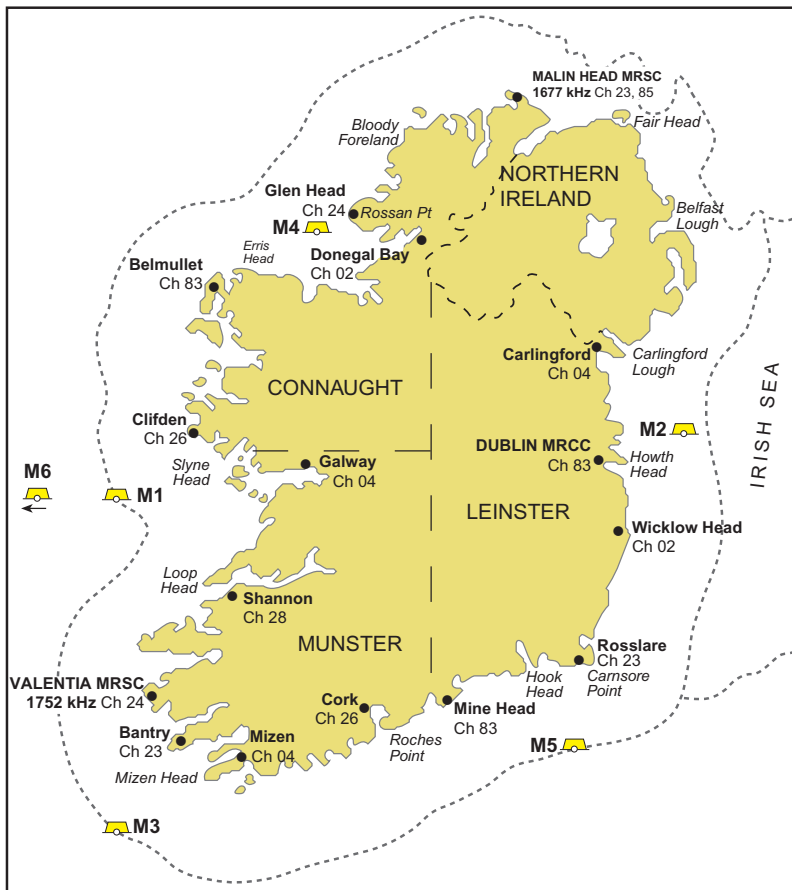 MALIN HEAD MRSC
1677 kHz Ch 23, 85
Bloody
Foreland
Fair Head
NORTHERN
IRELAND
Glen Head
Ch 24
Rossan Pt
M4
Belfast
Lough
Donegal Bay
Ch 02
Erris
Head
Belmullet
Ch 83
Carlingford
Ch 04
Carlingford
Lough
CONNAUGHT
Clifden
Ch 26
M2
IRISH SEA
DUBLIN MRCC
Ch 83
Howth
Head
Slyne
Head
Galway
Ch 04
M6
M1
LEINSTER
Wicklow Head
Ch 02
Loop
Head
Shannon
Ch 28
MUNSTER
Rosslare
Ch 23
Carnsore
Point
Hook
Head
VALENTIA MRSC
1752 kHz Ch 24
Cork
Ch 26
Mine Head
Ch 83
Bantry
Ch 23
Mizen
Ch 04
Roches
Point
M5
Mizen Head
M3